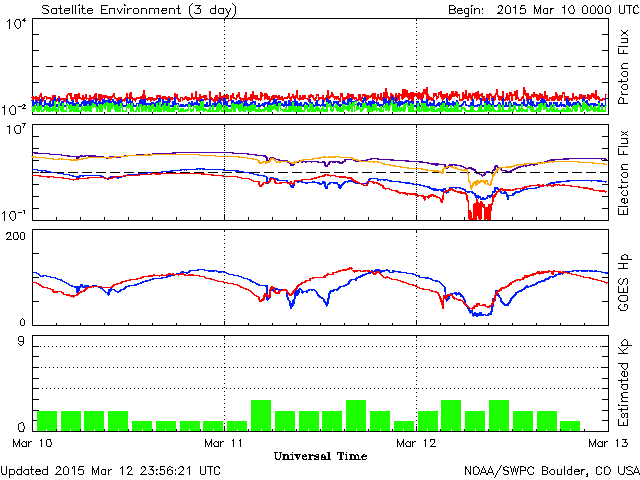 Satellite Environment (3 day) Begin: 2015 Mar 10 0000 UTC
10⁴
10⁻²
Proton Flux
10⁷
10⁻¹
Electron Flux
200
0
GOES Hp
9
0
Estimated Kp
Mar 10 Mar 11 Mar 12 Mar 13
Universal Time
Updated 2015 Mar 12 23:56:21 UTC NOAA/SWPC Boulder, CO USA